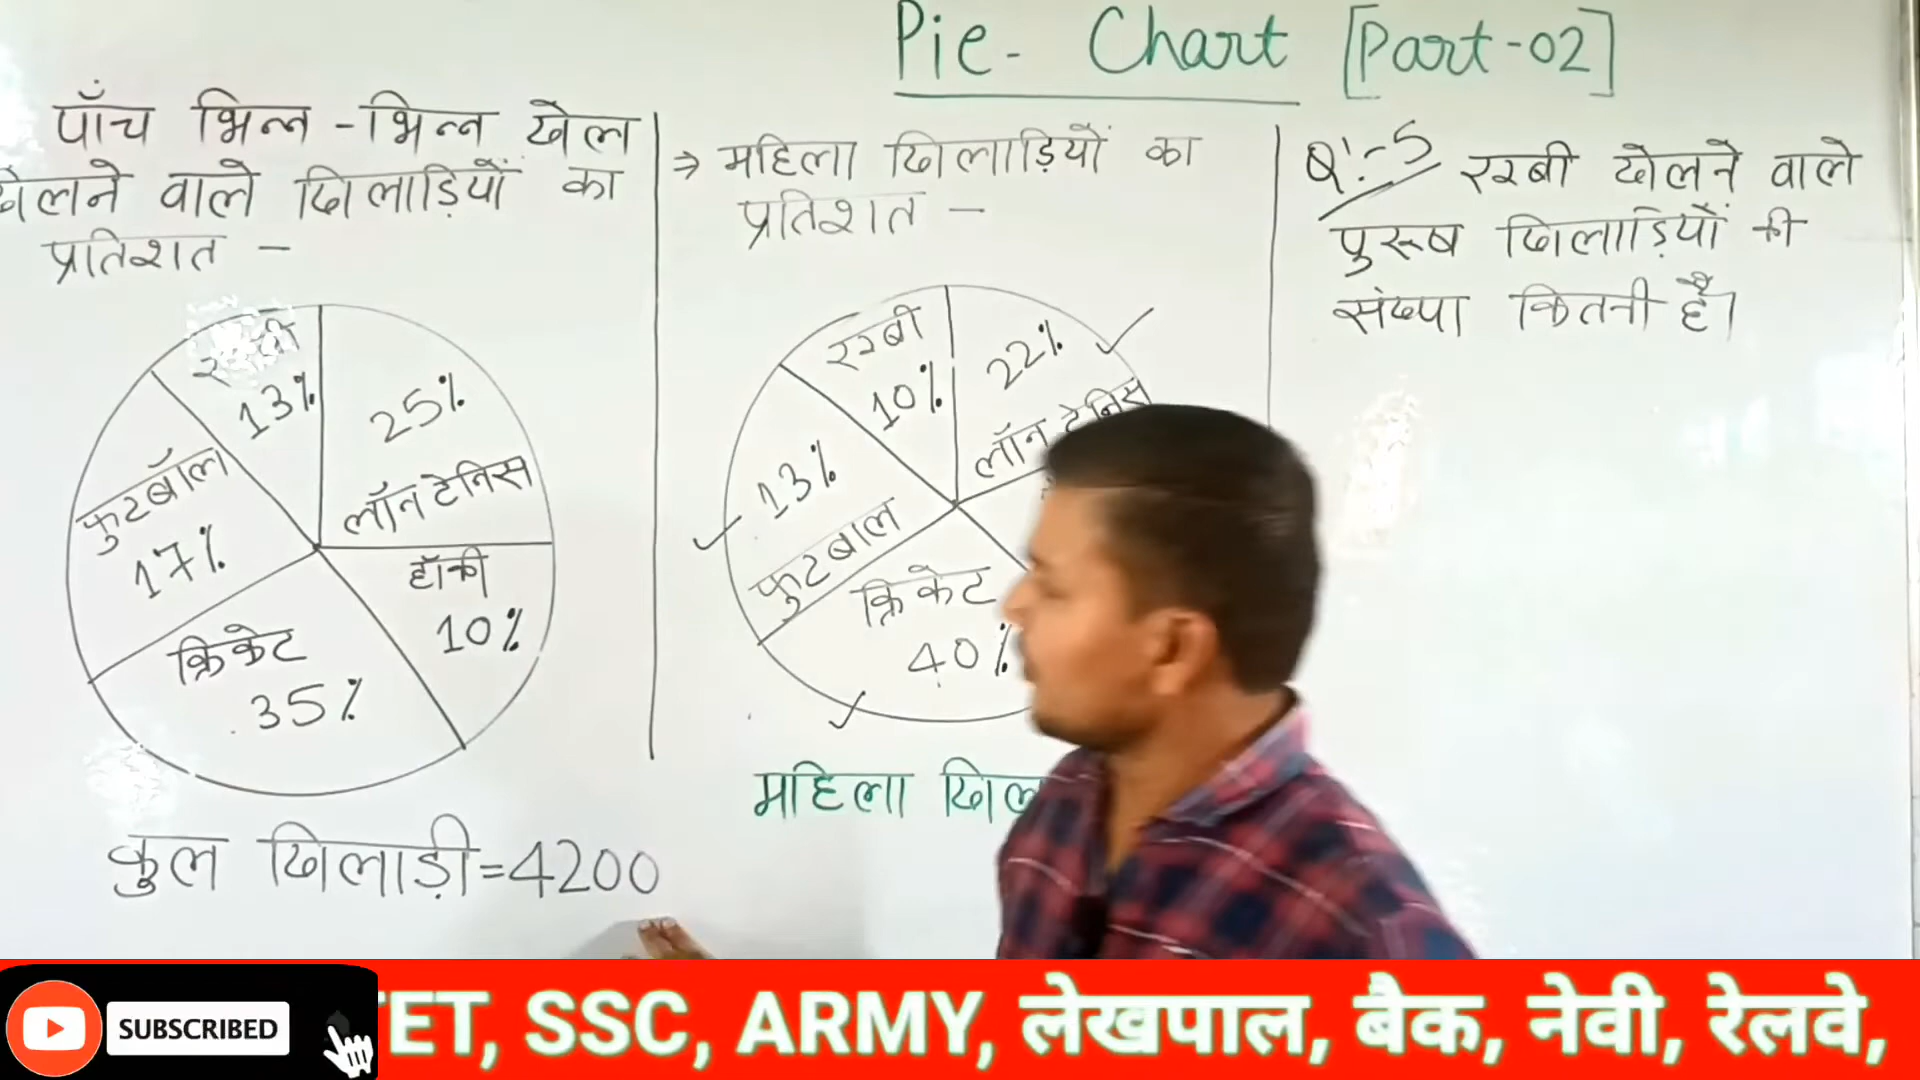 Pie- Chart [Part-02]
पाँच भिन्न-भिन्न खेल
खेलने वाले खिलाड़ियों का
प्रतिशत -
13%
25%
लॉन टेनिस
फुटबॉल
17%
हॉकी
10%
क्रिकेट
35%
कुल खिलाड़ी=4200
⇒ महिला खिलाड़ियों का
प्रतिशत -
रग्बी
10%
22%
लॉन टेनिस
13%
फुटबाल
क्रिकेट
40%
महिला
Q:-5 रग्बी खेलने वाले
पुरूष खिलाड़ियों की
संख्या कितनी है।
SUBSCRIBED
TET, SSC, ARMY, लेखपाल, बैक, नेवी, रेलवे,